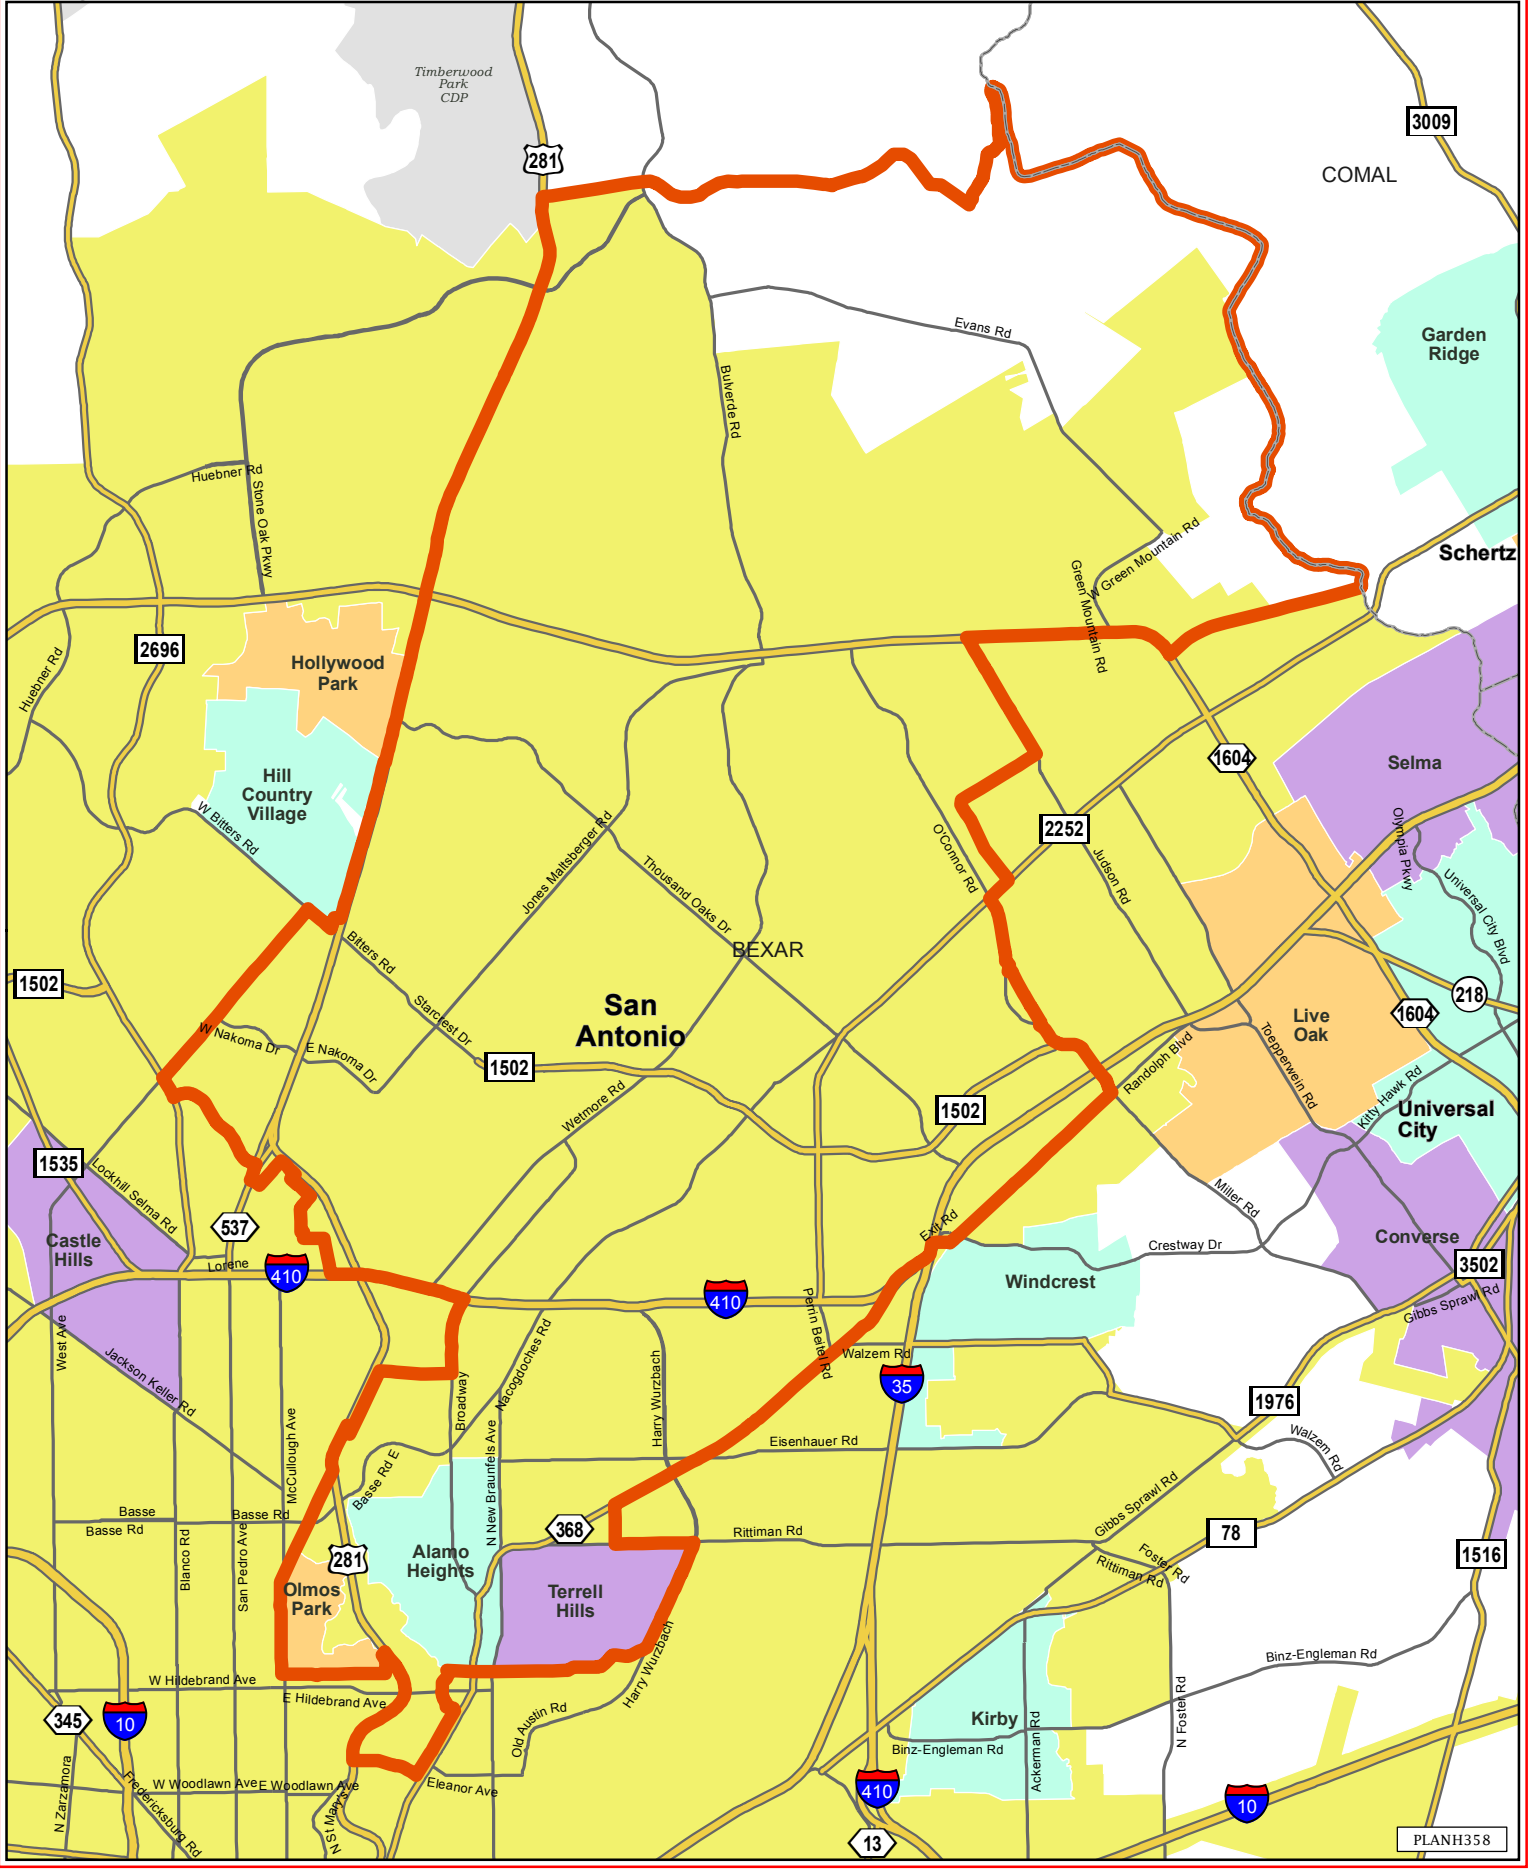 Timberwood
Park
CDP
281
3009
COMAL
Garden
Ridge
Evans Rd
Bulverde Rd
Huebner Rd
Stone Oak Pkwy
W Green Mountain Rd
Green Mountain Rd
Schertz
2696
Huebner Rd
Hollywood
Park
Hill
Country
Village
W Bitters Rd
1604
Selma
2252
O'Connor Rd
Judson Rd
Olympia Pkwy
Universal City Blvd
Jones Maltsberger Rd
Thousand Oaks Dr
BEXAR
Bitters Rd
Starcrest Dr
San
Antonio
1502
218
1604
Live
Oak
W Nakoma Dr
E Nakoma Dr
1502
Wetmore Rd
1502
Randolph Blvd
Toepperwein Rd
Kitty Hawk Rd
Universal
City
1535
Lockhill Selma Rd
Castle
Hills
537
Lorene
410
410
Exit Rd
Miller Rd
Crestway Dr
Windcrest
Converse
3502
Gibbs Sprawl Rd
West Ave
Jackson Keller Rd
Perrin Beitel Rd
Walzem Rd
35
Nacogdoches Rd
Broadway
Harry Wurzbach
McCullough Ave
N New Braunfels Ave
Eisenhauer Rd
1976
Walzem Rd
Basse Rd E
Basse
Basse Rd
Basse Rd
Blanco Rd
San Pedro Ave
281
368
Rittiman Rd
Gibbs Sprawl Rd
78
Foster Rd
Rittiman Rd
1516
Alamo
Heights
Olmos
Park
Terrell
Hills
Harry Wurzbach
Binz-Engleman Rd
W Hildebrand Ave
E Hildebrand Ave
345
10
Old Austin Rd
Kirby
Binz-Engleman Rd
Ackerman Rd
N Foster Rd
N Zarzamora
Fredericksburg Rd
W Woodlawn Ave
E Woodlawn Ave
N St Mary's
Eleanor Ave
410
13
10
PLANH358